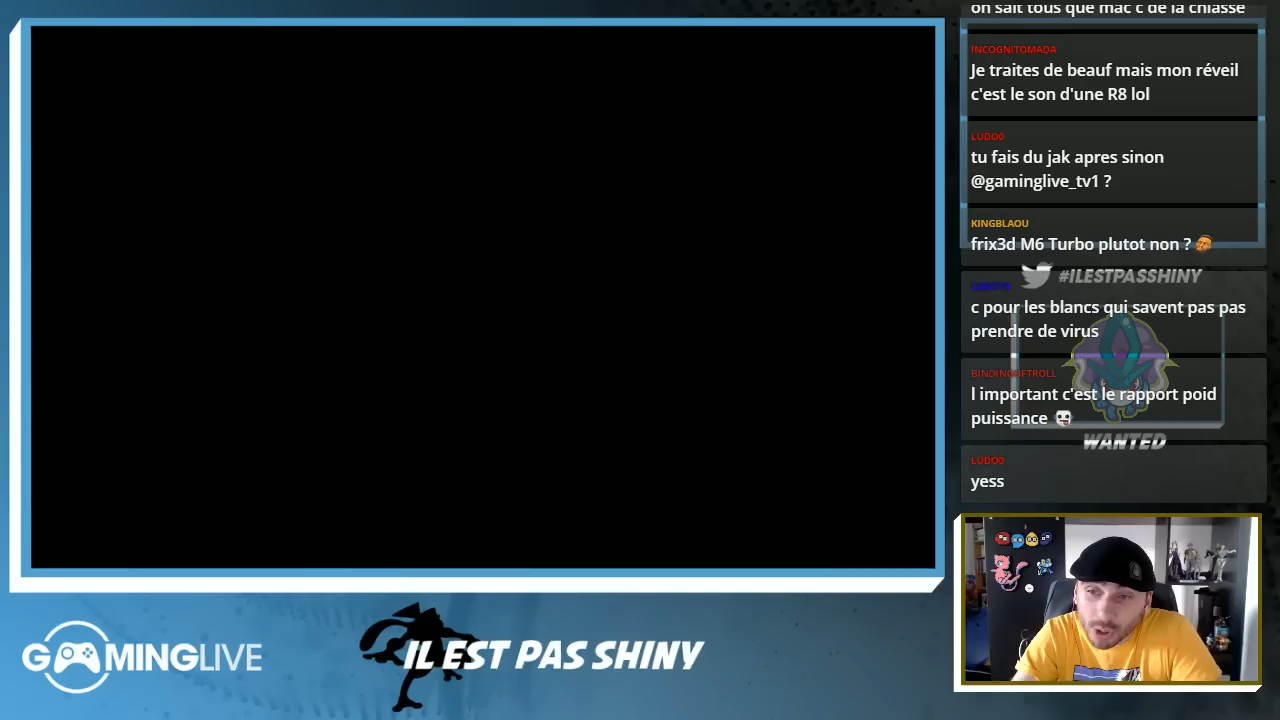 on sait tous que mac c de la chiasse
INCOGNITOMADA
Je traites de beauf mais mon réveil
c'est le son d'une R8 lol
LUDO0
tu fais du jak apres sinon
@gaminglive_tv1 ?
KINGBLAOU
frix3d M6 Turbo plutot non ?
#ILESTPASSHINY
c pour les blancs qui savent pas pas
prendre de virus
BINDINGOFTROLL
l important c'est le rapport poid
puissance
WANTED
LUDO0
yess
GAMINGLIVE
IL EST PAS SHINY